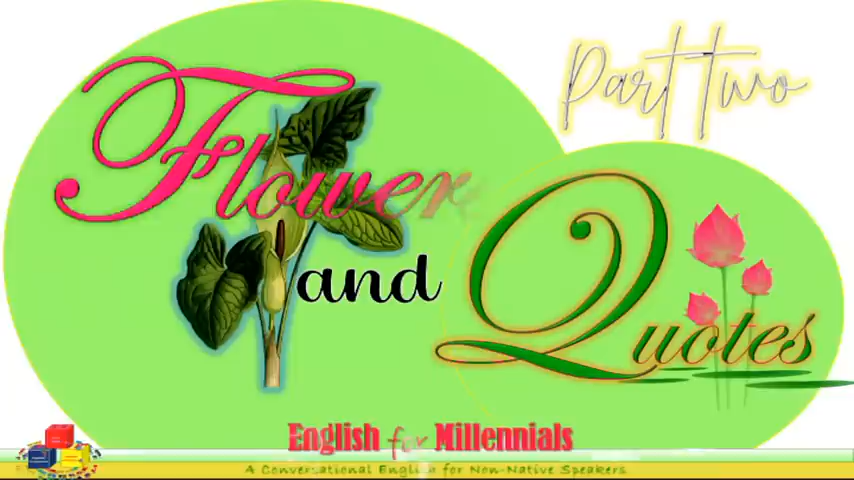 Part two
Flower
and
Quotes
English for Millennials
A Conversational English for Non-Native Speakers